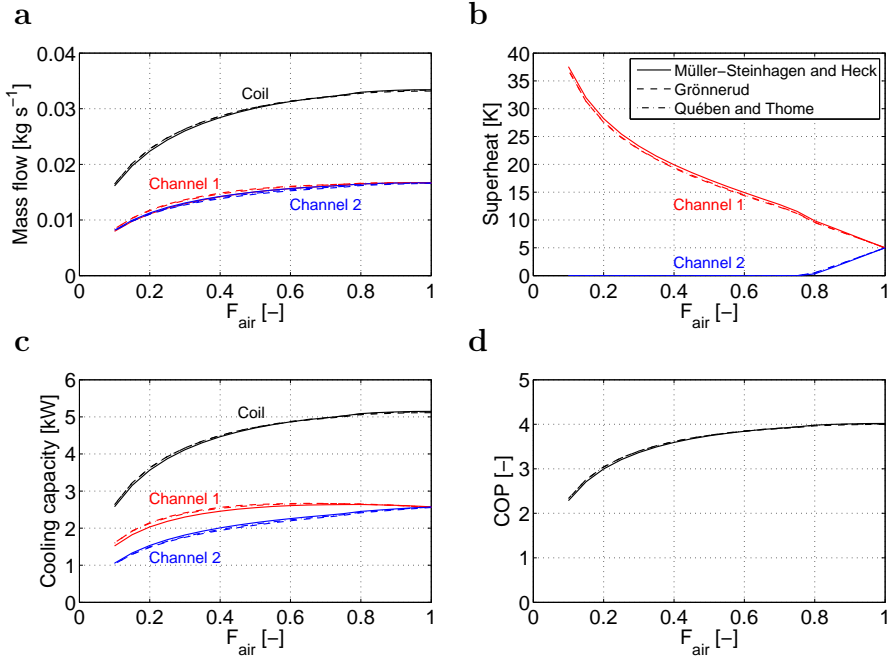 a
0.04
0.03
0.02
0.01
0
Mass flow [kg s⁻¹]
Coil
Channel 1
Channel 2
0 0.2 0.4 0.6 0.8 1
F_air [−]
b
40
35
30
25
20
15
10
5
0
Superheat [K]
Müller−Steinhagen and Heck
Grönnerud
Quében and Thome
Channel 1
Channel 2
0 0.2 0.4 0.6 0.8 1
F_air [−]
c
6
5
4
3
2
1
0
Cooling capacity [kW]
Coil
Channel 1
Channel 2
0 0.2 0.4 0.6 0.8 1
F_air [−]
d
5
4
3
2
1
0
COP [−]
0 0.2 0.4 0.6 0.8 1
F_air [−]